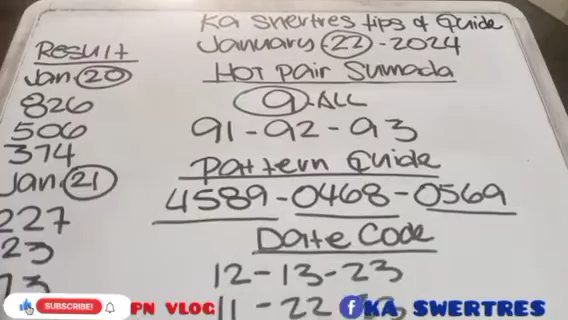 Ka Swertres tips & Guide
January 22 - 2024
Result
Jan 20
826
506
374
Jan 21
227
23
73
Hot Pair Sumada
9-ALL
91-92-93
Pattern Guide
4589-0468-0569
Date Code
12-13-23
11-22
SUBSCRIBE!
PN VLOG
KA SWERTRES